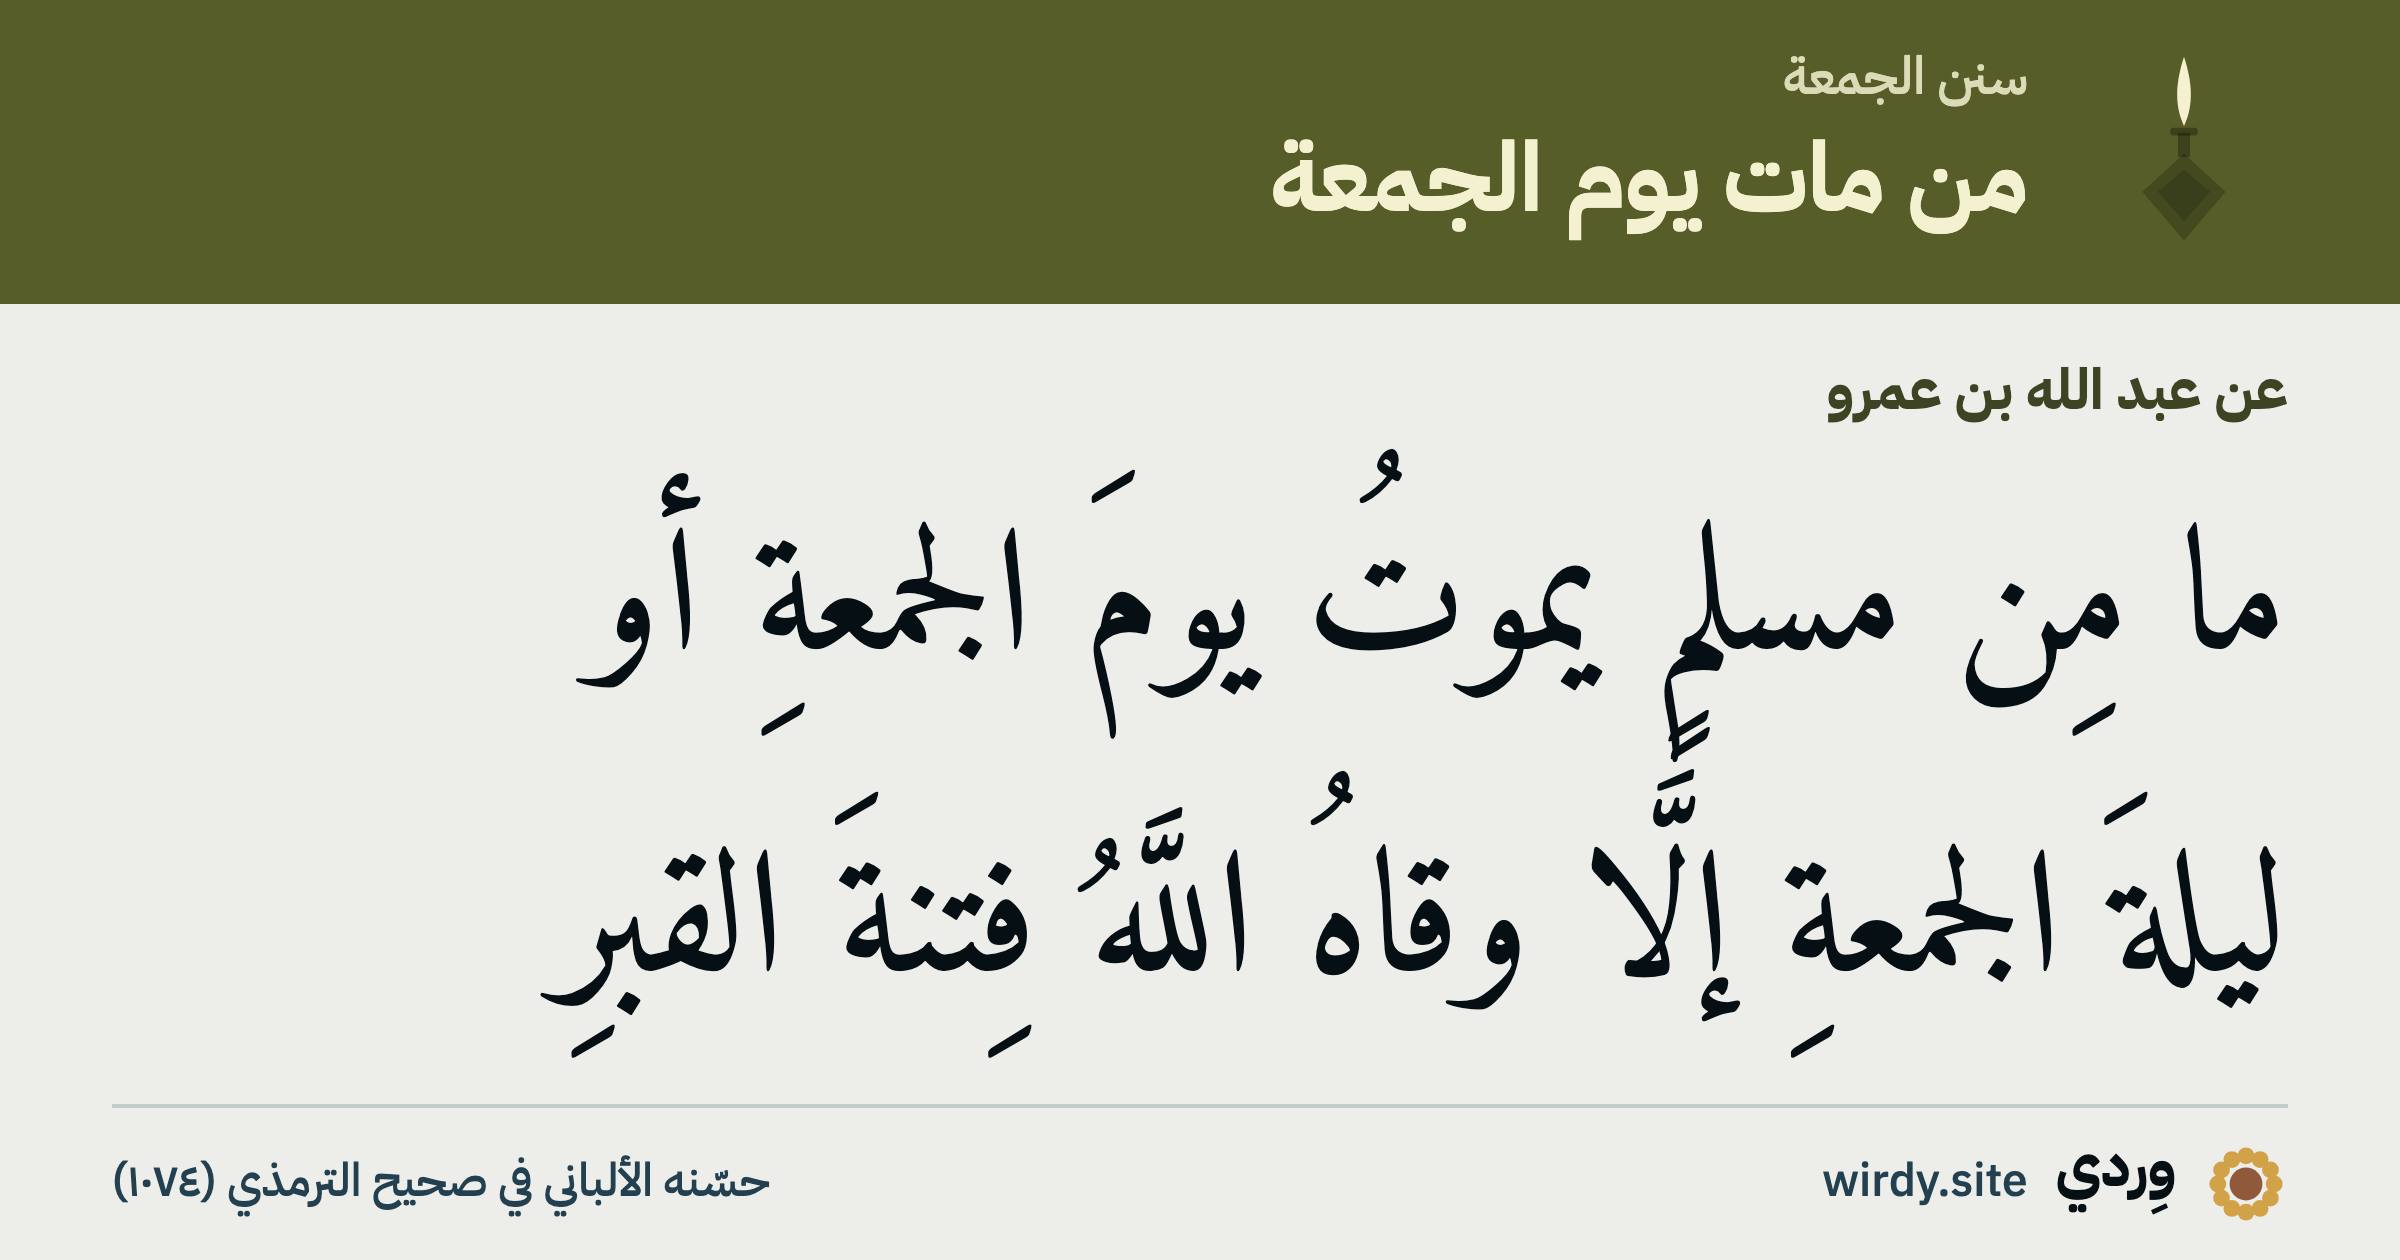 سنن الجمعة
من مات يوم الجمعة
عن عبد الله بن عمرو
ما مِن مسلمٍ يموتُ يومَ الجمعةِ أو
ليلةَ الجمعةِ إلَّا وقاهُ اللَّهُ فِتنةَ القبرِ
وِردي wirdy.site
حسّنه الألباني في صحيح الترمذي (١٠٧٤)